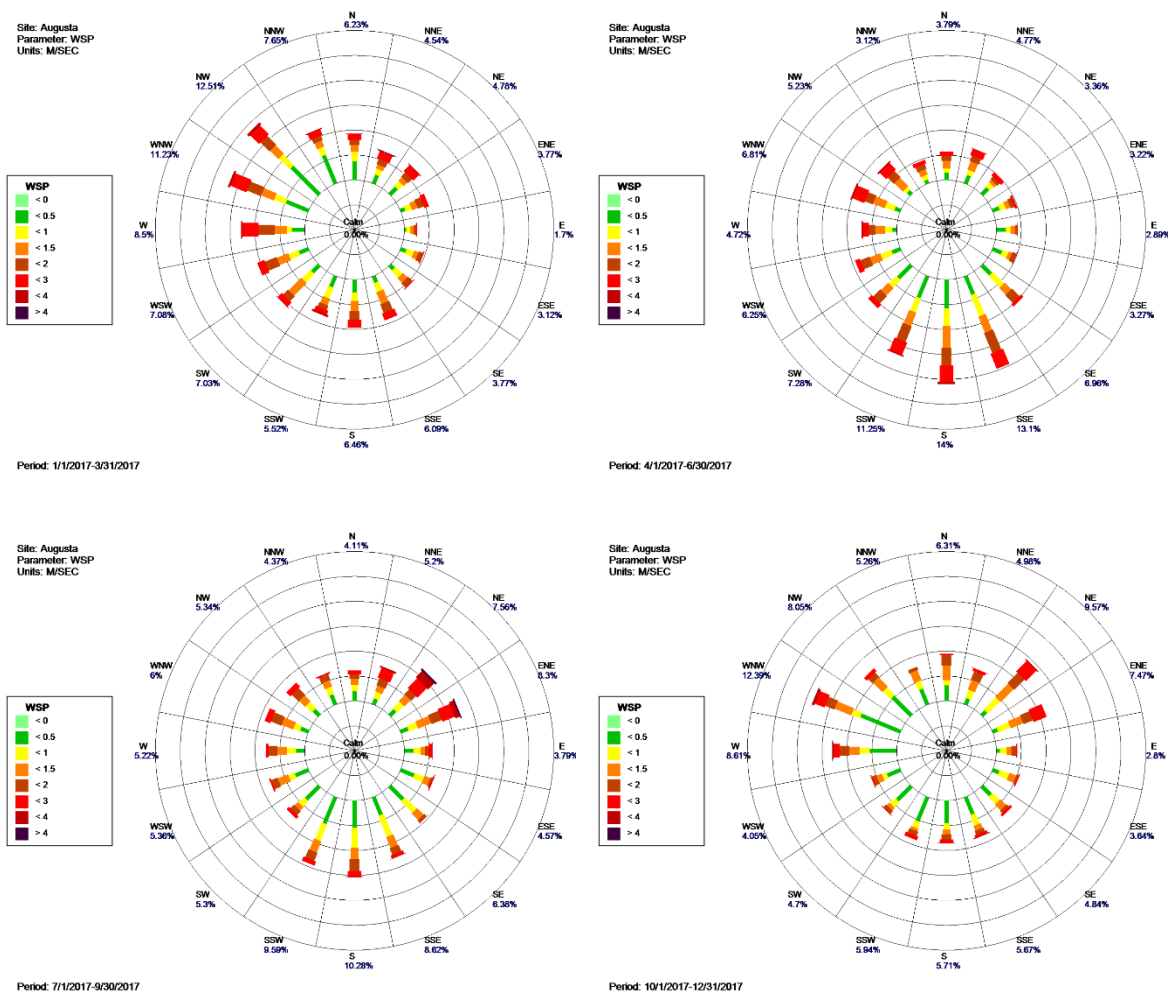 Site: Augusta
Parameter: WSP
Units: M/SEC
N
6.23%
NNE
4.54%
NE
4.78%
ENE
3.77%
E
1.7%
ESE
3.12%
SE
3.77%
SSE
6.09%
S
6.46%
SSW
5.52%
SW
7.03%
WSW
7.08%
W
8.5%
WNW
11.23%
NW
12.51%
NNW
7.65%
Calm
0.00%
WSP
< 0
< 0.5
< 1
< 1.5
< 2
< 3
< 4
> 4
Period: 1/1/2017-3/31/2017
Site: Augusta
Parameter: WSP
Units: M/SEC
N
3.79%
NNE
4.77%
NE
3.36%
ENE
3.22%
E
2.89%
ESE
3.27%
SE
6.96%
SSE
13.1%
S
14%
SSW
11.25%
SW
7.28%
WSW
6.25%
W
4.72%
WNW
6.81%
NW
5.23%
NNW
3.12%
Calm
0.00%
WSP
< 0
< 0.5
< 1
< 1.5
< 2
< 3
< 4
> 4
Period: 4/1/2017-6/30/2017
Site: Augusta
Parameter: WSP
Units: M/SEC
N
4.11%
NNE
5.2%
NE
7.56%
ENE
8.3%
E
3.79%
ESE
4.57%
SE
6.38%
SSE
8.62%
S
10.28%
SSW
9.59%
SW
5.3%
WSW
5.36%
W
5.22%
WNW
6%
NW
5.34%
NNW
4.37%
Calm
0.00%
WSP
< 0
< 0.5
< 1
< 1.5
< 2
< 3
< 4
> 4
Period: 7/1/2017-9/30/2017
Site: Augusta
Parameter: WSP
Units: M/SEC
N
6.31%
NNE
4.98%
NE
9.57%
ENE
7.47%
E
2.8%
ESE
3.64%
SE
4.84%
SSE
5.67%
S
5.71%
SSW
5.94%
SW
4.7%
WSW
4.05%
W
8.61%
WNW
12.39%
NW
8.05%
NNW
5.26%
Calm
0.00%
WSP
< 0
< 0.5
< 1
< 1.5
< 2
< 3
< 4
> 4
Period: 10/1/2017-12/31/2017